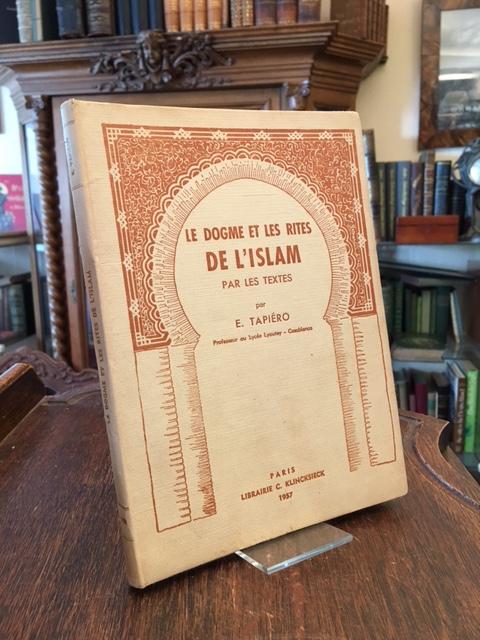 LE DOGME ET LES RITES
DE L'ISLAM
PAR LES TEXTES
par
E. TAPIÉRO
Professeur au Lycée Lyautey - Casablanca
PARIS
LIBRAIRIE C. KLINCKSIECK
1957
LE DOGME ET LES RITES DE L'ISLAM